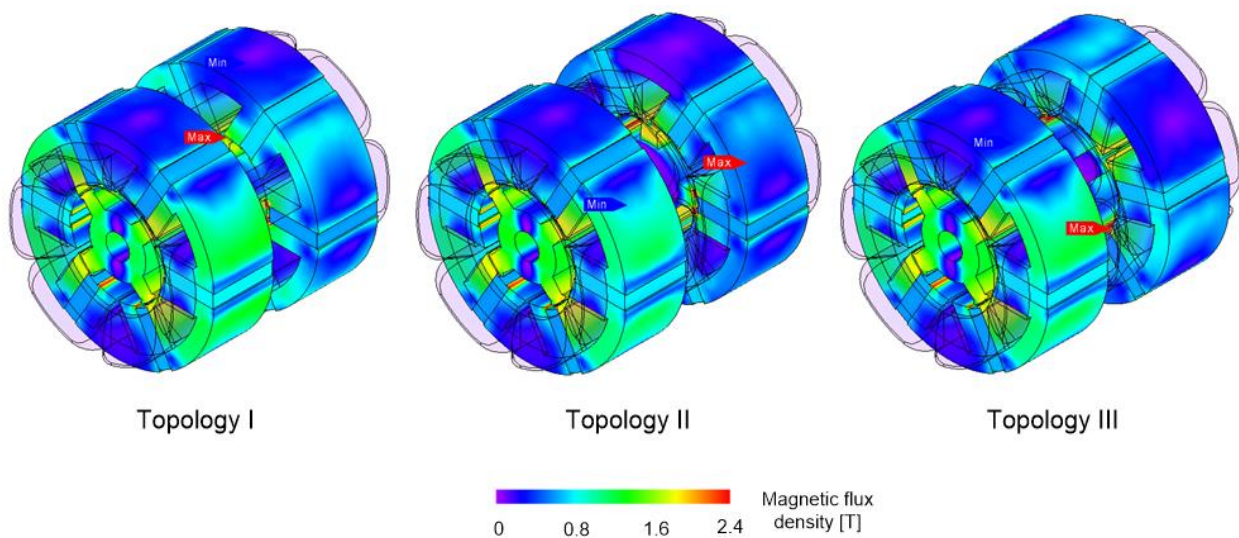 Min
Max
Max
Min
Min
Max
Topology I
Topology II
Topology III
0 0.8 1.6 2.4
Magnetic flux
density [T]